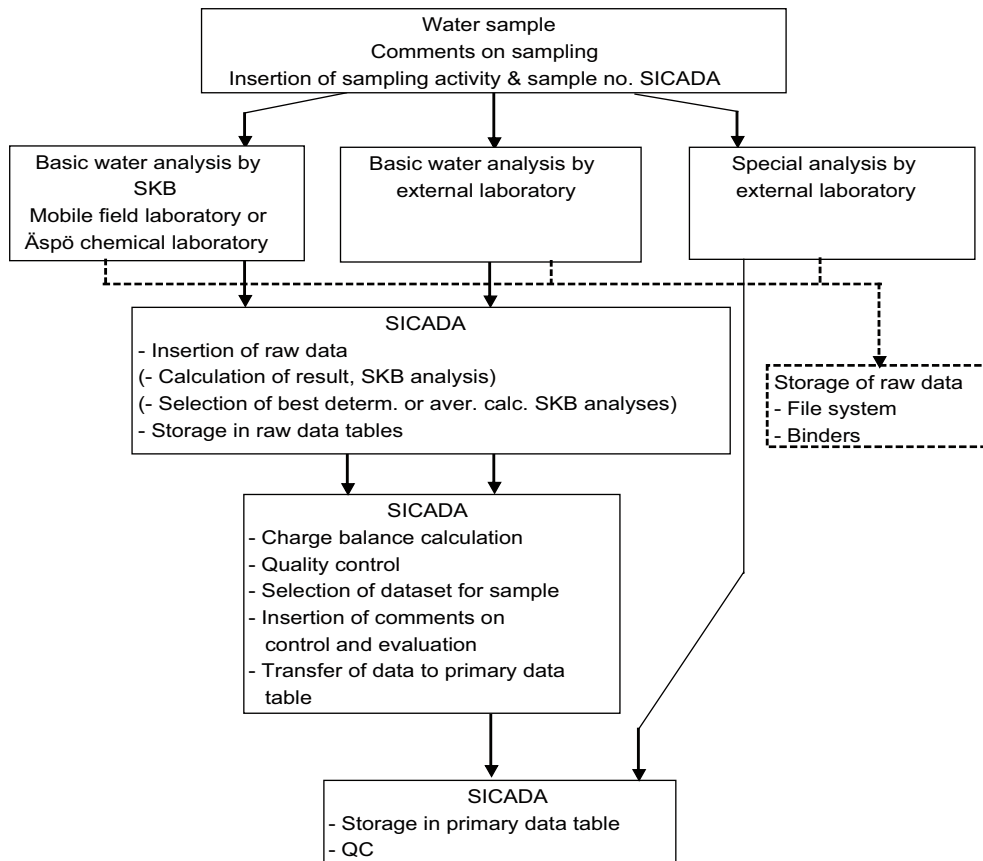 Water sample
Comments on sampling
Insertion of sampling activity & sample no. SICADA
Basic water analysis by
SKB
Mobile field laboratory or
Äspö chemical laboratory
Basic water analysis by
external laboratory
Special analysis by
external laboratory
SICADA
- Insertion of raw data
(- Calculation of result, SKB analysis)
(- Selection of best determ. or aver. calc. SKB analyses)
- Storage in raw data tables
Storage of raw data
- File system
- Binders
SICADA
- Charge balance calculation
- Quality control
- Selection of dataset for sample
- Insertion of comments on
control and evaluation
- Transfer of data to primary data
table
SICADA
- Storage in primary data table
- QC